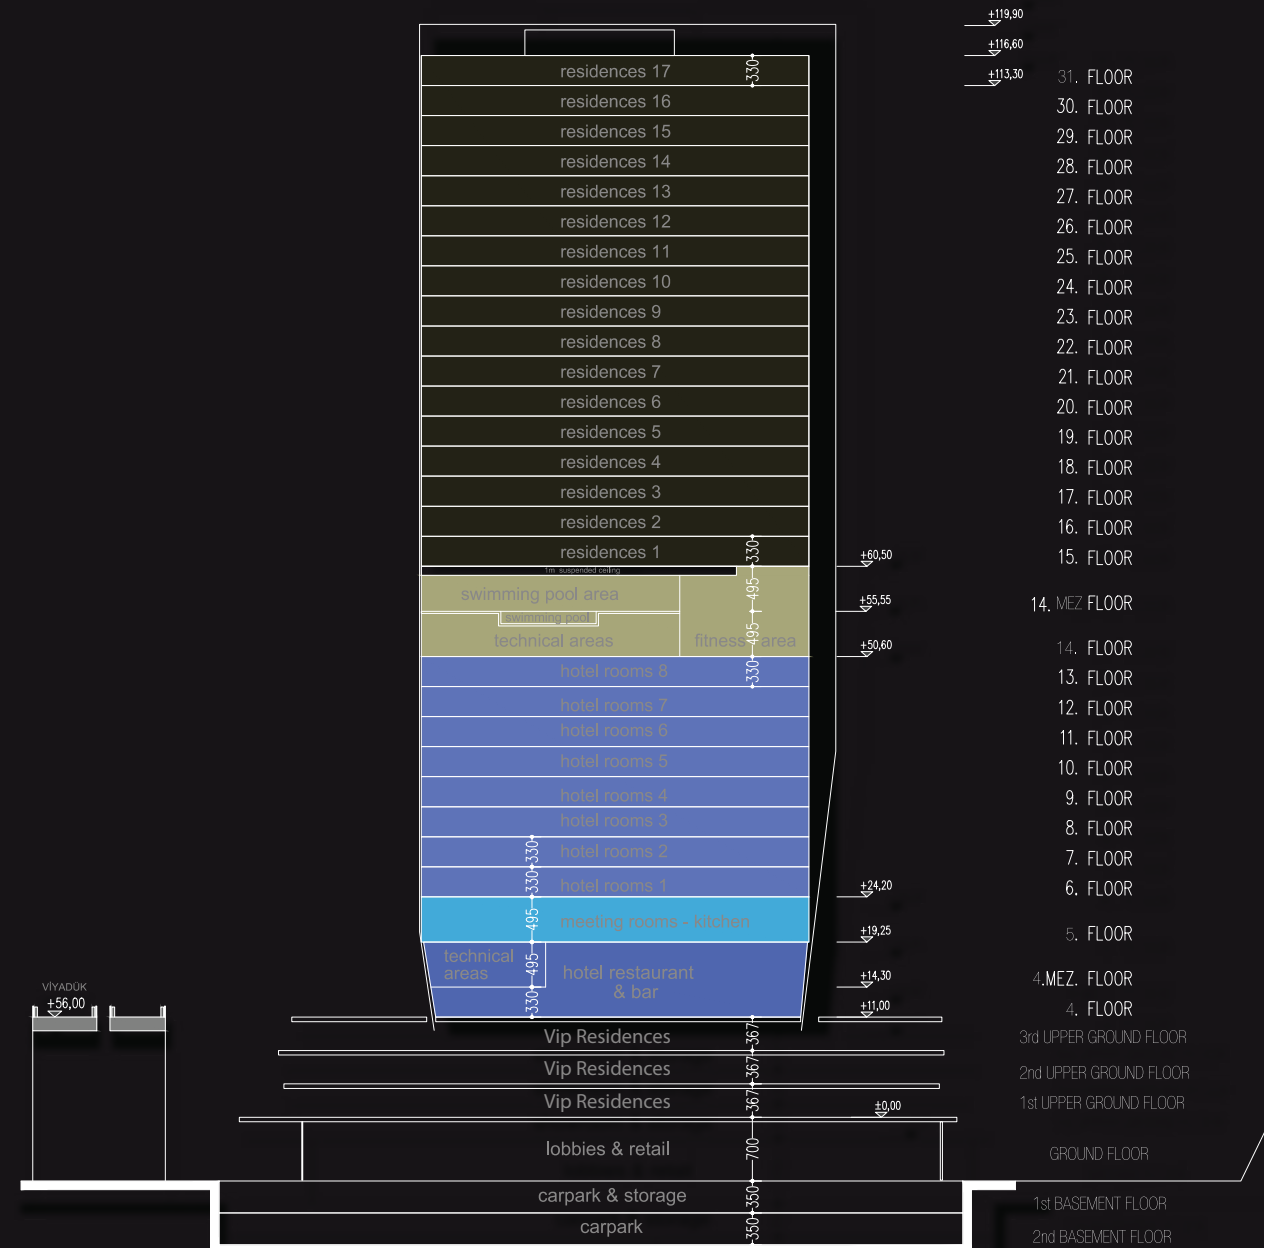 +119,90
+116,60
residences 17
330
+113,30
31. FLOOR
residences 16
30. FLOOR
residences 15
29. FLOOR
residences 14
28. FLOOR
residences 13
27. FLOOR
residences 12
26. FLOOR
residences 11
25. FLOOR
residences 10
24. FLOOR
residences 9
23. FLOOR
residences 8
22. FLOOR
residences 7
21. FLOOR
residences 6
20. FLOOR
residences 5
19. FLOOR
residences 4
18. FLOOR
residences 3
17. FLOOR
residences 2
16. FLOOR
residences 1
330
+60,50
15. FLOOR
1m suspended ceiling
swimming pool area
495
+55,55
14. MEZ FLOOR
swimming pool
technical areas
fitness area
495
+50,60
14. FLOOR
hotel rooms 8
330
13. FLOOR
hotel rooms 7
12. FLOOR
hotel rooms 6
11. FLOOR
hotel rooms 5
10. FLOOR
hotel rooms 4
9. FLOOR
hotel rooms 3
8. FLOOR
330
hotel rooms 2
7. FLOOR
330
hotel rooms 1
+24,20
6. FLOOR
495
meeting rooms - kitchen
+19,25
5. FLOOR
technical
areas
495
hotel restaurant
& bar
+14,30
4.MEZ. FLOOR
330
+11,00
4. FLOOR
VİYADÜK
+56,00
Vip Residences
367
3rd UPPER GROUND FLOOR
Vip Residences
367
2nd UPPER GROUND FLOOR
Vip Residences
367
±0,00
1st UPPER GROUND FLOOR
lobbies & retail
700
GROUND FLOOR
carpark & storage
350
1st BASEMENT FLOOR
carpark
350
2nd BASEMENT FLOOR